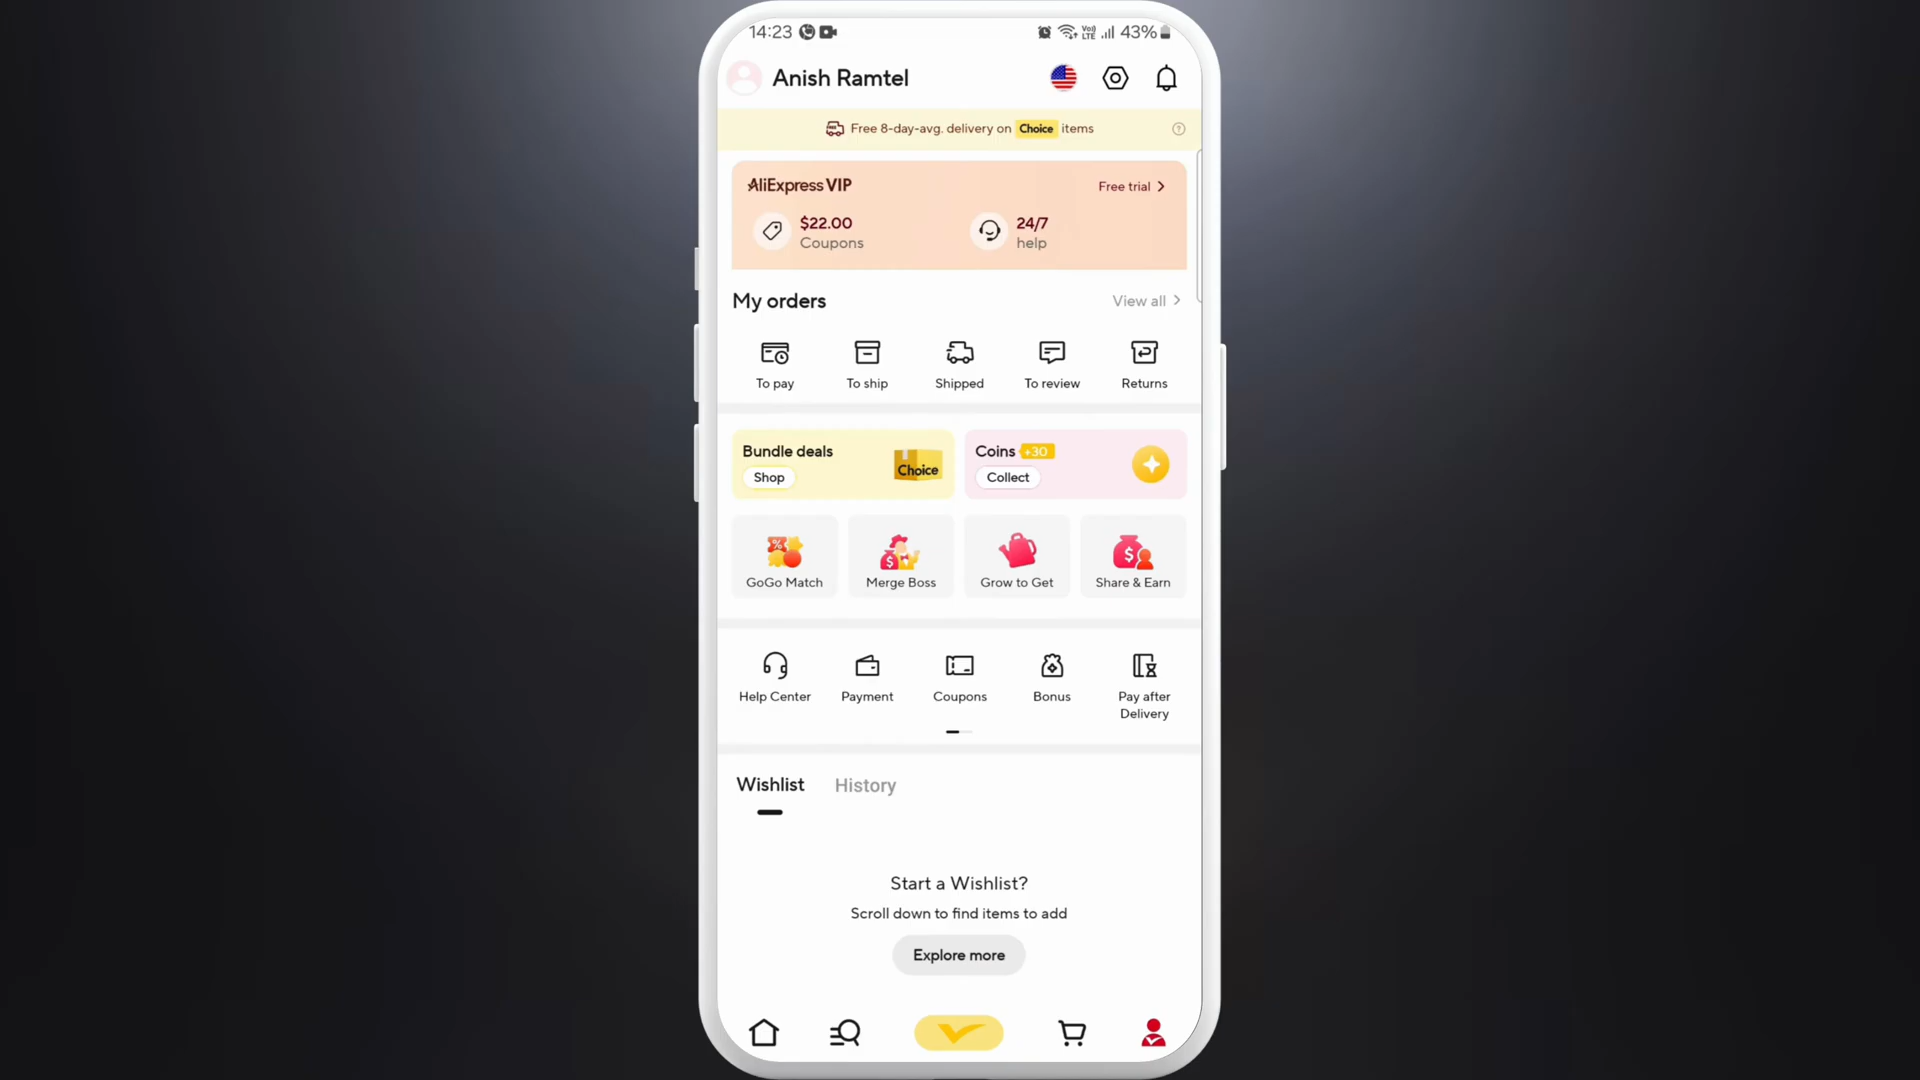 14:23 43%
Anish Ramtel
Free 8-day-avg. delivery on Choice items
AliExpress VIP
Free trial
$22.00
Coupons
24/7
help
My orders
View all
To pay
To ship
Shipped
To review
Returns
Bundle deals
Shop
Choice
Coins +30
Collect
GoGo Match
Merge Boss
Grow to Get
Share & Earn
Help Center
Payment
Coupons
Bonus
Pay after
Delivery
Wishlist
History
Start a Wishlist?
Scroll down to find items to add
Explore more